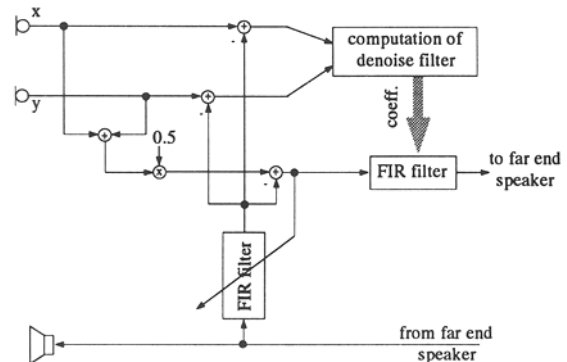 x
computation of
denoise filter
y
coeff.
0.5
to far end
speaker
FIR filter
FIR filter
from far end
speaker